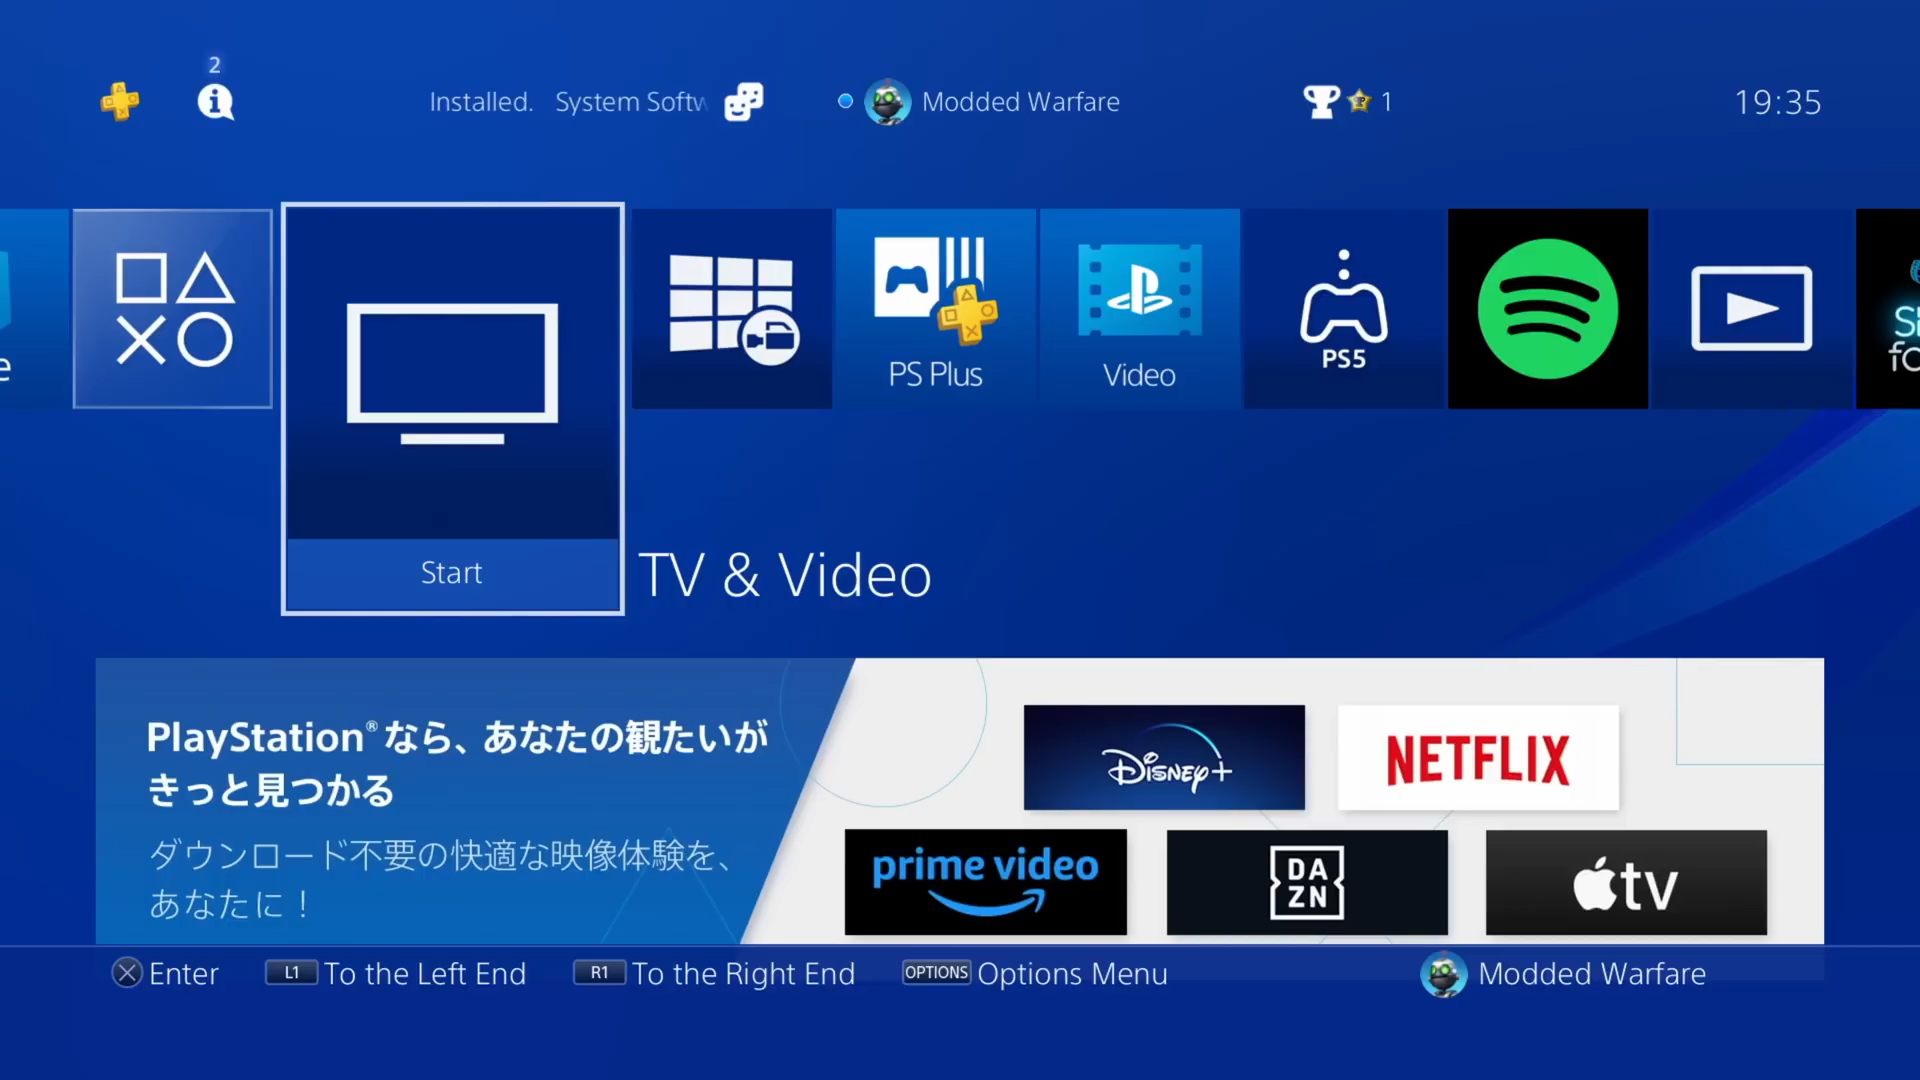 2
Installed. System Softw
Modded Warfare
1
19:35
e
PS Plus
Video
PS5
Start
TV & Video
PlayStation®なら、あなたの観たいが
きっと見つかる
ダウンロード不要の快適な映像体験を、
あなたに！
Disney+
NETFLIX
prime video
DA
ZN
tv
Enter
L1 To the Left End
R1 To the Right End
OPTIONS Options Menu
Modded Warfare